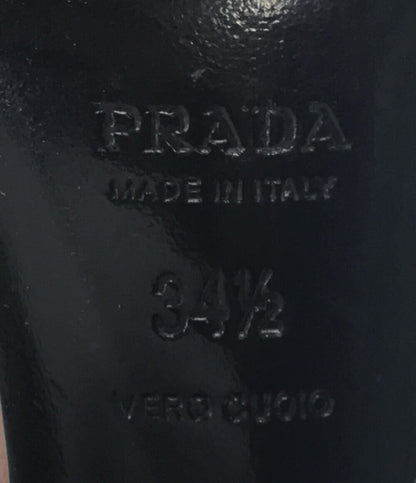 PRADA
MADE IN ITALY
34½
VERO CUOIO